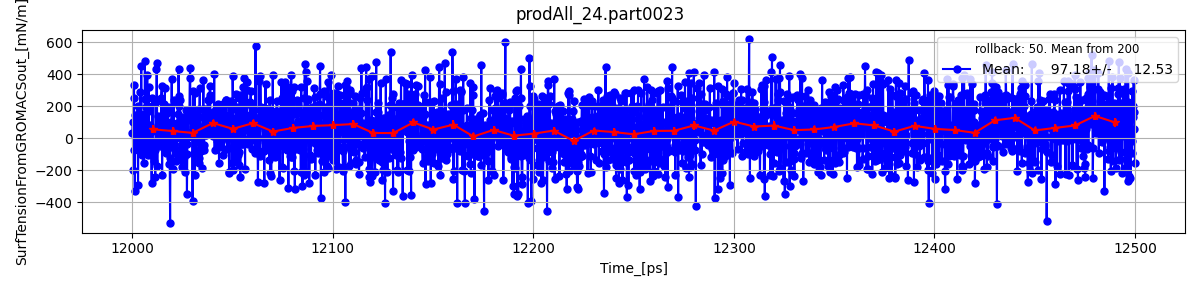 prodAll_24.part0023
SurfTensionFromGROMACSout_[mN/m]
600
400
200
0
−200
−400
rollback: 50. Mean from 200
Mean: 97.18+/- 12.53
12000 12100 12200 12300 12400 12500
Time_[ps]